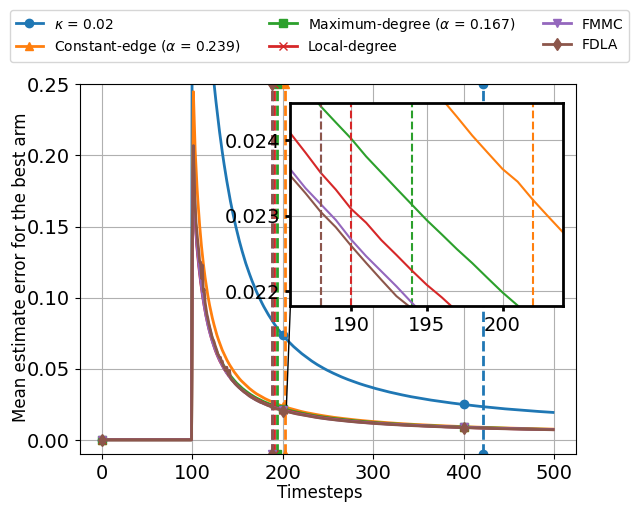 κ = 0.02
Constant-edge (α = 0.239)
Maximum-degree (α = 0.167)
Local-degree
FMMC
FDLA
Mean estimate error for the best arm
0.25
0.20
0.15
0.10
0.05
0.00
0.024
0.023
0.022
190 195 200
0 100 200 300 400 500
Timesteps